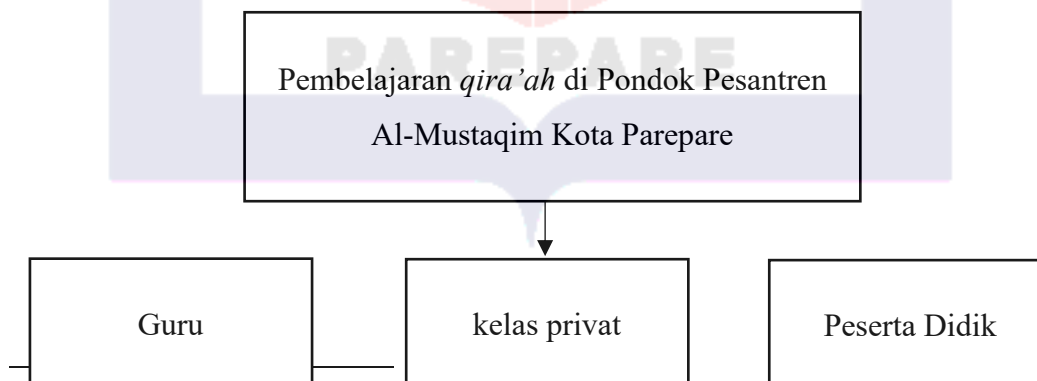 PAREPARE
Pembelajaran qira’ah di Pondok Pesantren
Al-Mustaqim Kota Parepare
Guru
kelas privat
Peserta Didik